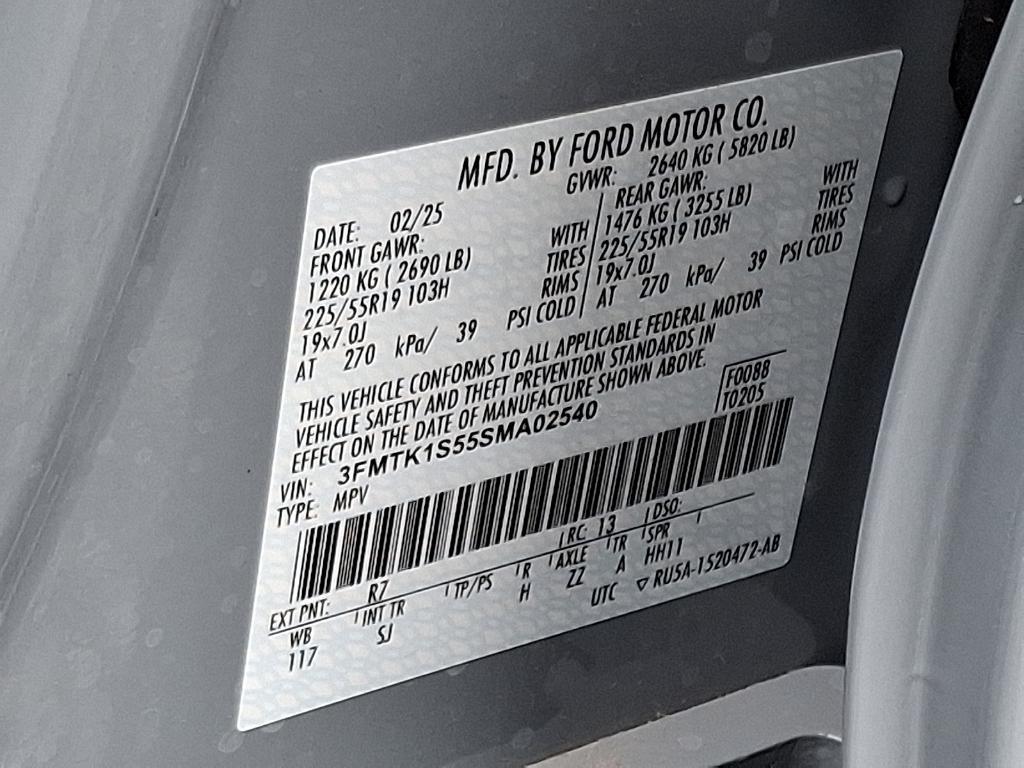 MFD. BY FORD MOTOR CO.
DATE: 02/25 GVWR: 2640 KG ( 5820 LB)
FRONT GAWR: REAR GAWR:
1220 KG ( 2690 LB) WITH 1476 KG ( 3255 LB) WITH
225/55R19 103H TIRES 225/55R19 103H TIRES
19x7.0J RIMS 19x7.0J RIMS
AT 270 kPa/ 39 PSI COLD AT 270 kPa/ 39 PSI COLD
THIS VEHICLE CONFORMS TO ALL APPLICABLE FEDERAL MOTOR
VEHICLE SAFETY AND THEFT PREVENTION STANDARDS IN
EFFECT ON THE DATE OF MANUFACTURE SHOWN ABOVE.
VIN: 3FMTK1S55SMA02540 F0088
TYPE: MPV T0205
EXT PNT: R7 RC: 13 DSO:
WB INT TR TP/PS R AXLE TR SPR
117 SJ H ZZ A HH11
UTC ▽ RU5A-1520472-AB